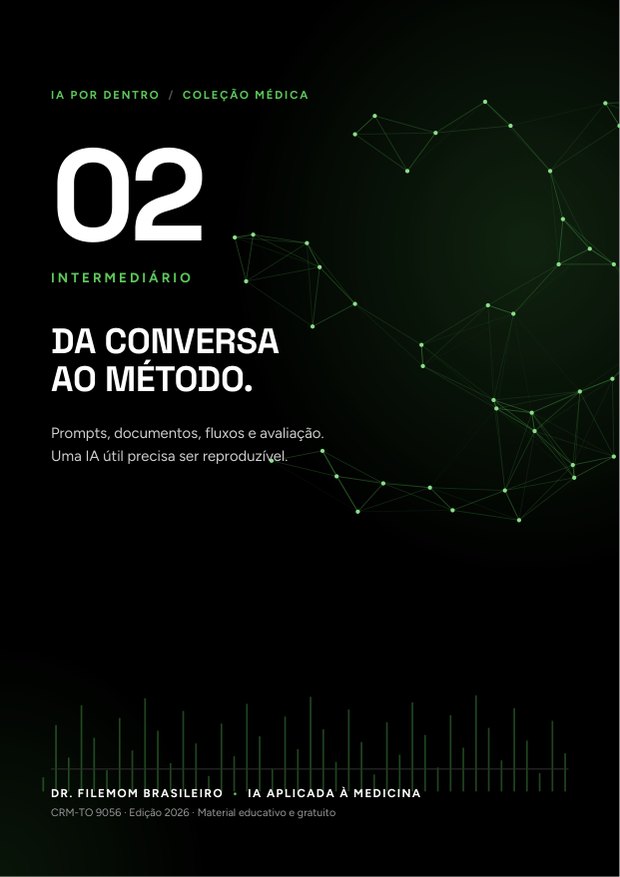 IA POR DENTRO / COLEÇÃO MÉDICA
02
INTERMEDIÁRIO
DA CONVERSA
AO MÉTODO.
Prompts, documentos, fluxos e avaliação.
Uma IA útil precisa ser reproduzível.
DR. FILEMOM BRASILEIRO • IA APLICADA À MEDICINA
CRM-TO 9056 · Edição 2026 · Material educativo e gratuito